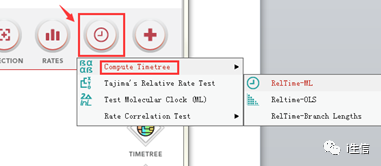 ECTION
RATES
Compute Timetree
Tajima's Relative Rate Test
Test Molecular Clock (ML)
Rate Correlation Test
RelTime-ML
Reltime-OLS
RelTime-Branch Lengths
TIMETREE
i生信